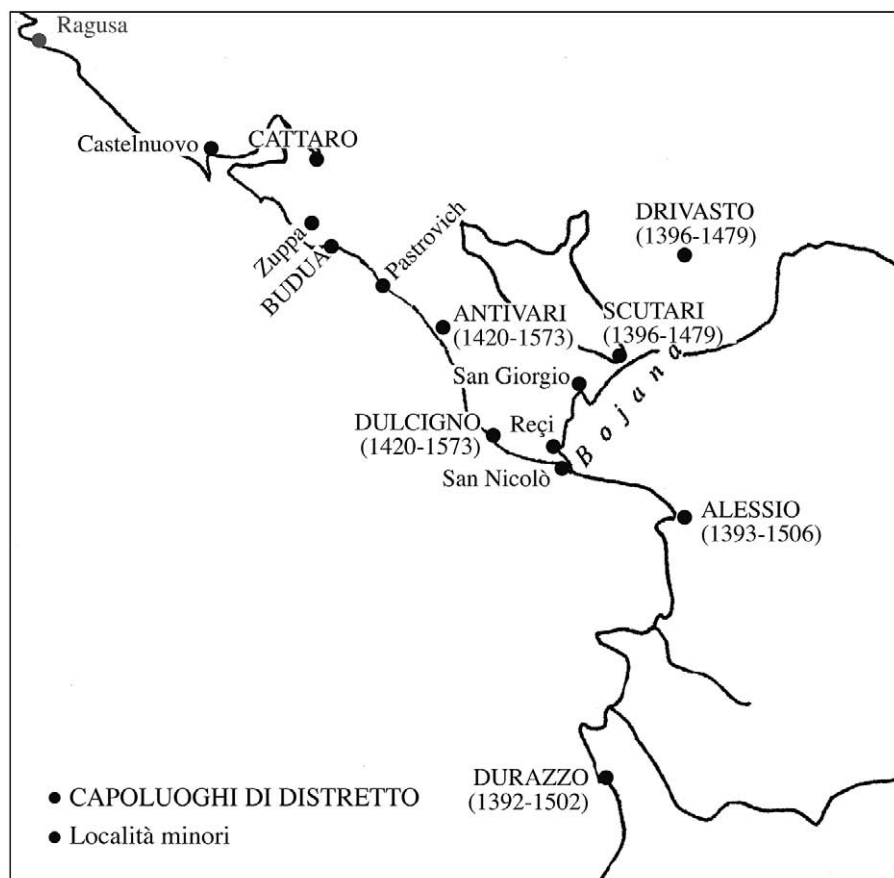 Ragusa
Castelnuovo
CATTARO
Zuppa
BUDUA
Pastrovich
DRIVASTO
(1396-1479)
ANTIVARI
(1420-1573)
SCUTARI
(1396-1479)
San Giorgio
Bojana
DULCIGNO
(1420-1573)
Reçi
San Nicolò
ALESSIO
(1393-1506)
DURAZZO
(1392-1502)
• CAPOLUOGHI DI DISTRETTO
• Località minori